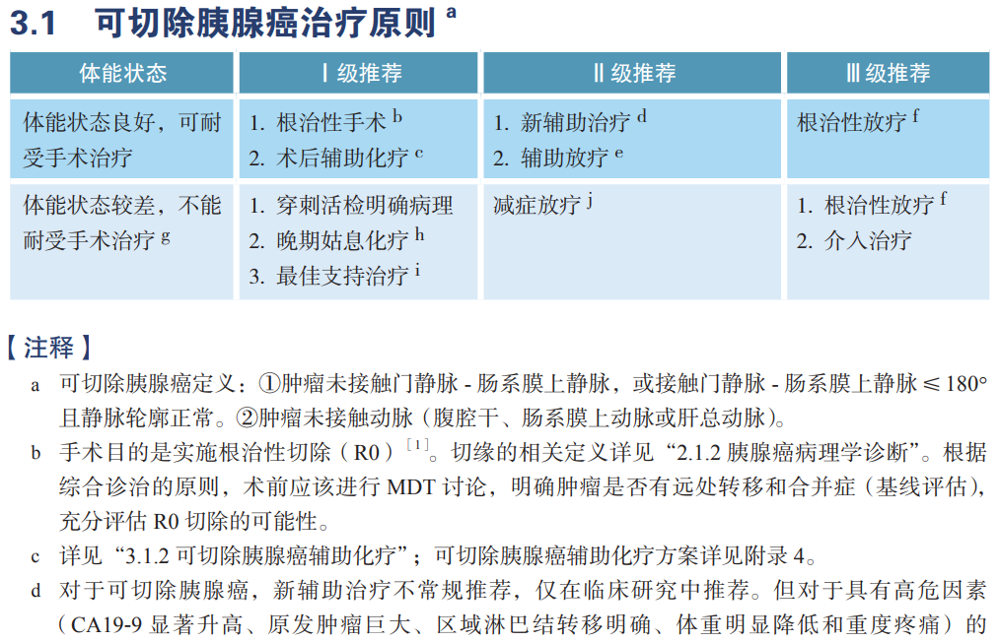 3.1 可切除胰腺癌治疗原则 a
体能状态 Ⅰ级推荐 Ⅱ级推荐 Ⅲ级推荐
体能状态良好，可耐受手术治疗
1. 根治性手术 b
2. 术后辅助化疗 c
1. 新辅助治疗 d
2. 辅助放疗 e
根治性放疗 f
体能状态较差，不能
耐受手术治疗 g
1. 穿刺活检明确病理
2. 晚期姑息化疗 h
3. 最佳支持治疗 i
减症放疗 j
1. 根治性放疗 f
2. 介入治疗
【注释】
a 可切除胰腺癌定义：①肿瘤未接触门静脉 - 肠系膜上静脉，或接触门静脉 - 肠系膜上静脉 ≤ 180°
且静脉轮廓正常。②肿瘤未接触动脉（腹腔干、肠系膜上动脉或肝总动脉）。
b 手术目的是实施根治性切除（R0）[1]。切缘的相关定义详见“2.1.2 胰腺癌病理学诊断”。根据
综合诊治的原则，术前应该进行 MDT 讨论，明确肿瘤是否有远处转移和合并症（基线评估），
充分评估 R0 切除的可能性。
c 详见“3.1.2 可切除胰腺癌辅助化疗”；可切除胰腺癌辅助化疗方案详见附录 4。
d 对于可切除胰腺癌，新辅助治疗不常规推荐，仅在临床研究中推荐。但对于具有高危因素
（CA19-9 显著升高、原发肿瘤巨大、区域淋巴结转移明确、体重明显降低和重度疼痛）的